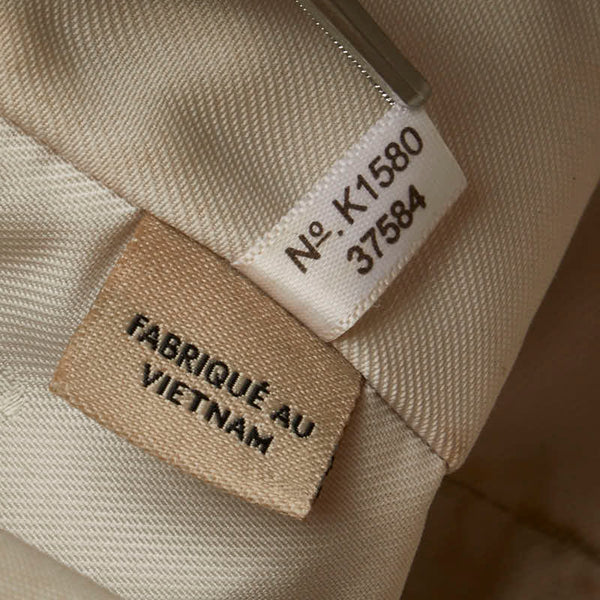 Nº. K1580
37584
FABRIQUÉ AU
VIETNAM